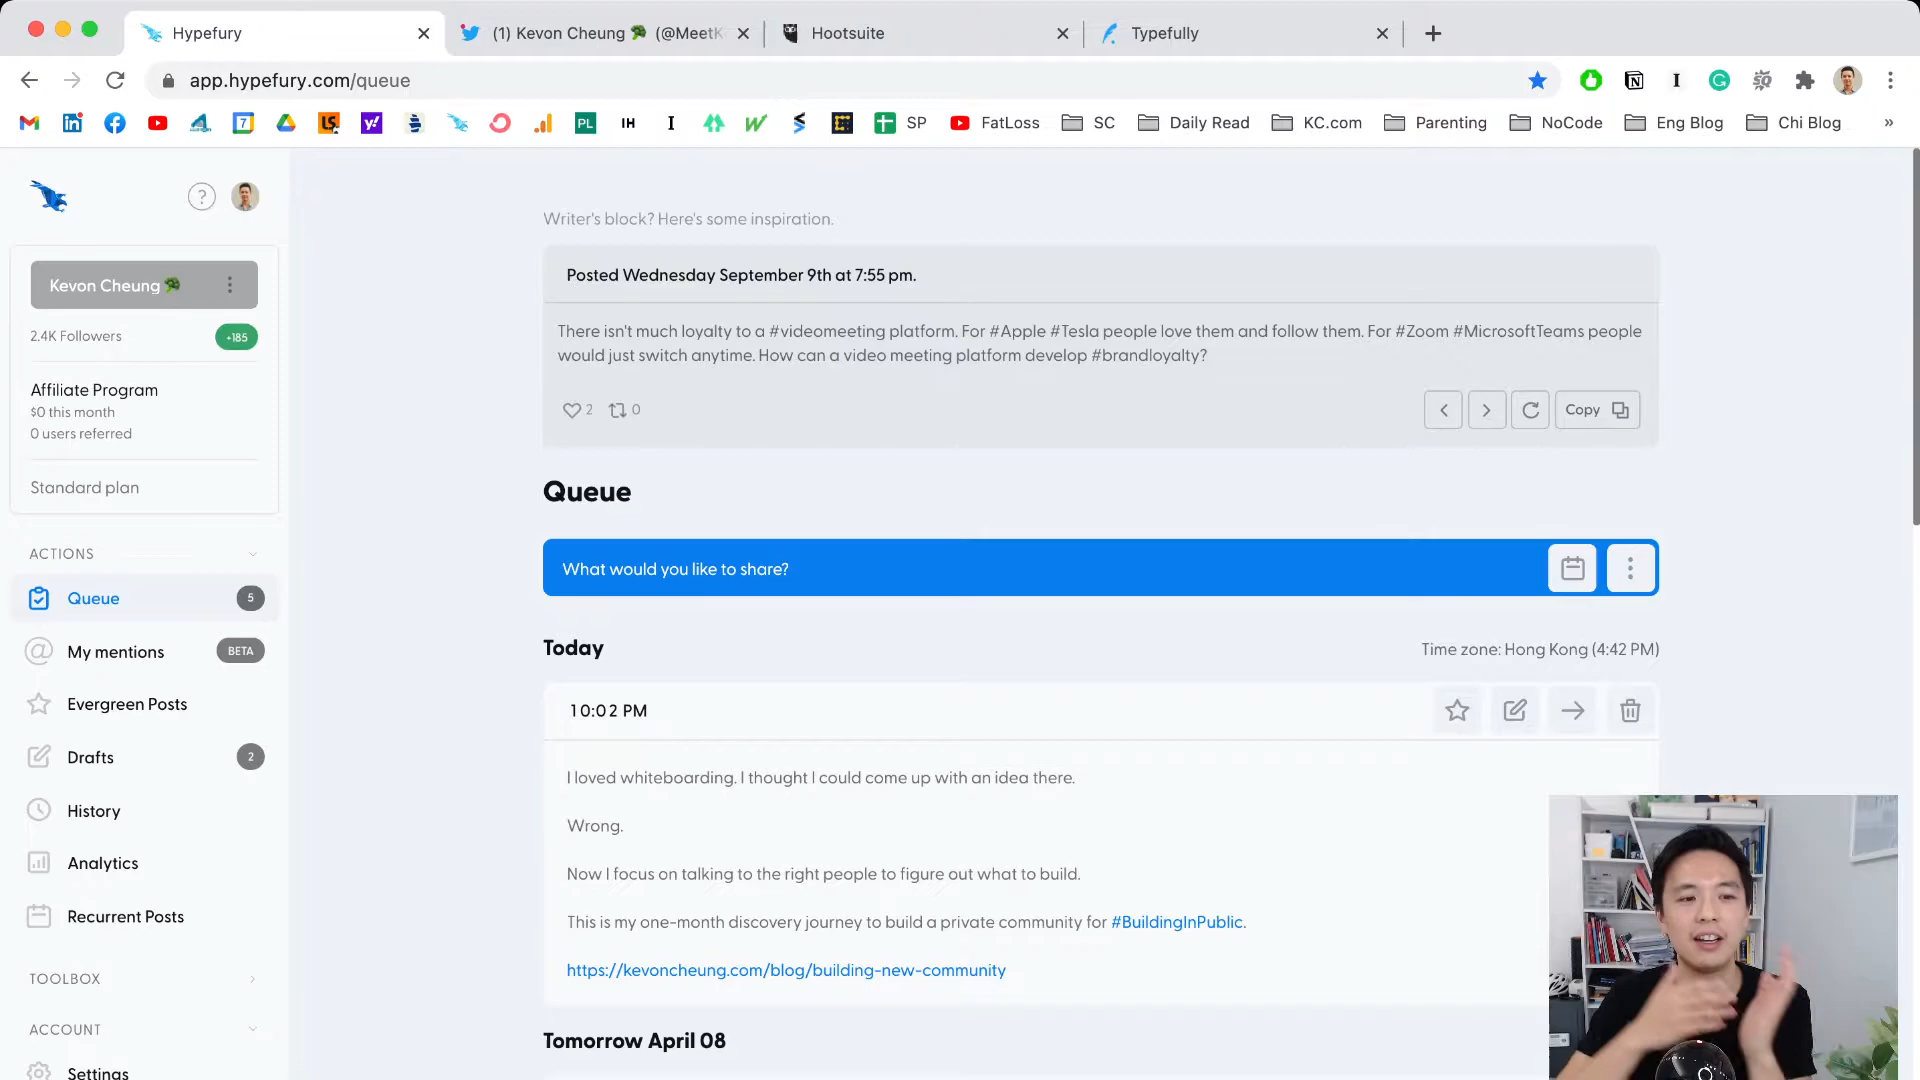 Hypefury
(1) Kevon Cheung 🥦 (@MeetK
Hootsuite
Typefully
app.hypefury.com/queue
7
LS
y!
PL
IH
I
SP
FatLoss
SC
Daily Read
KC.com
Parenting
NoCode
Eng Blog
Chi Blog
»
?
Kevon Cheung 🥦
2.4K Followers
+185
Affiliate Program
$0 this month
0 users referred
Standard plan
ACTIONS
Queue
5
My mentions
BETA
Evergreen Posts
Drafts
2
History
Analytics
Recurrent Posts
TOOLBOX
ACCOUNT
Settings
Writer's block? Here's some inspiration.
Posted Wednesday September 9th at 7:55 pm.
There isn't much loyalty to a #videomeeting platform. For #Apple #Tesla people love them and follow them. For #Zoom #MicrosoftTeams people
would just switch anytime. How can a video meeting platform develop #brandloyalty?
2
0
Copy
Queue
What would you like to share?
Today
Time zone: Hong Kong (4:42 PM)
10:02 PM
I loved whiteboarding. I thought I could come up with an idea there.
Wrong.
Now I focus on talking to the right people to figure out what to build.
This is my one-month discovery journey to build a private community for #BuildingInPublic.
https://kevoncheung.com/blog/building-new-community
Tomorrow April 08